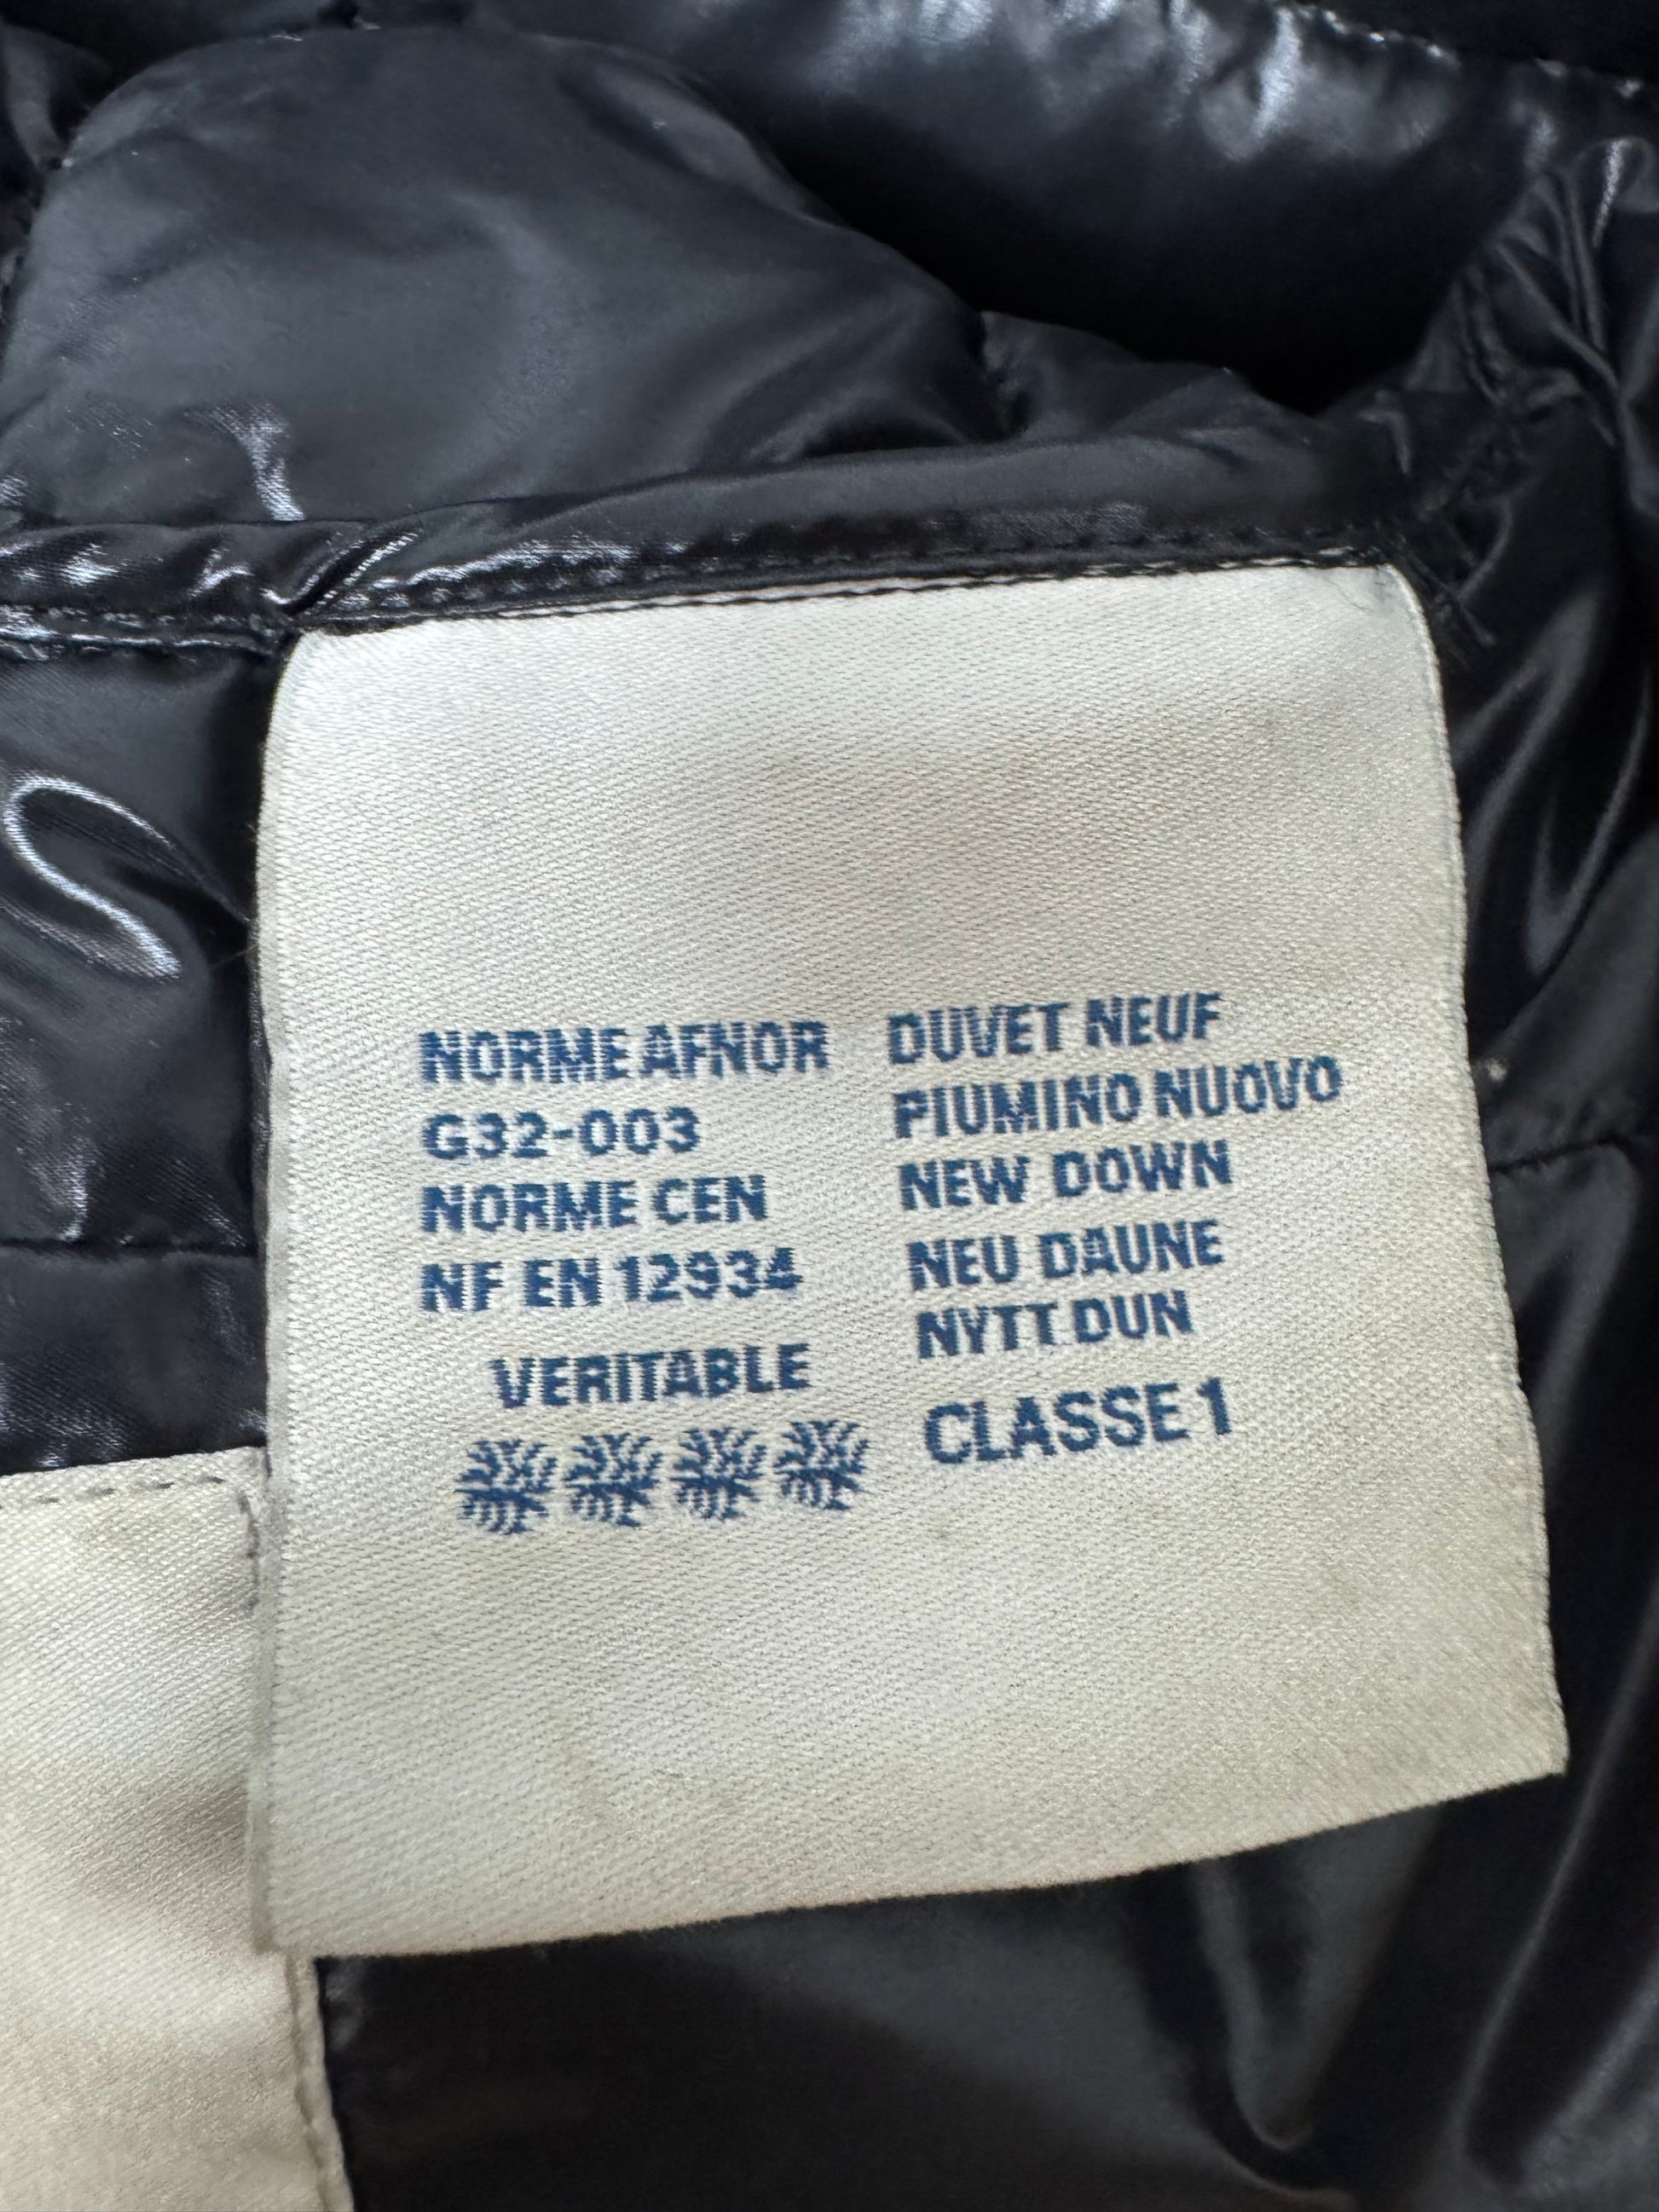 NORME AFNOR
G32-003
NORME CEN
NF EN 12934
VERITABLE
DUVET NEUF
PIUMINO NUOVO
NEW DOWN
NEU DAUNE
NYTT DUN
CLASSE 1